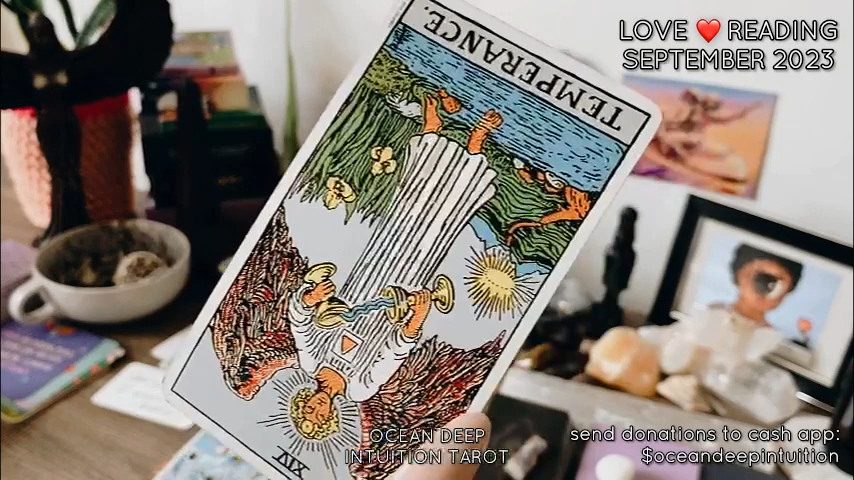 LOVE ❤️ READING
SEPTEMBER 2023
TEMPERANCE.
XIV
OCEAN DEEP
INTUITION TAROT
send donations to cash app:
$oceandeepintuition